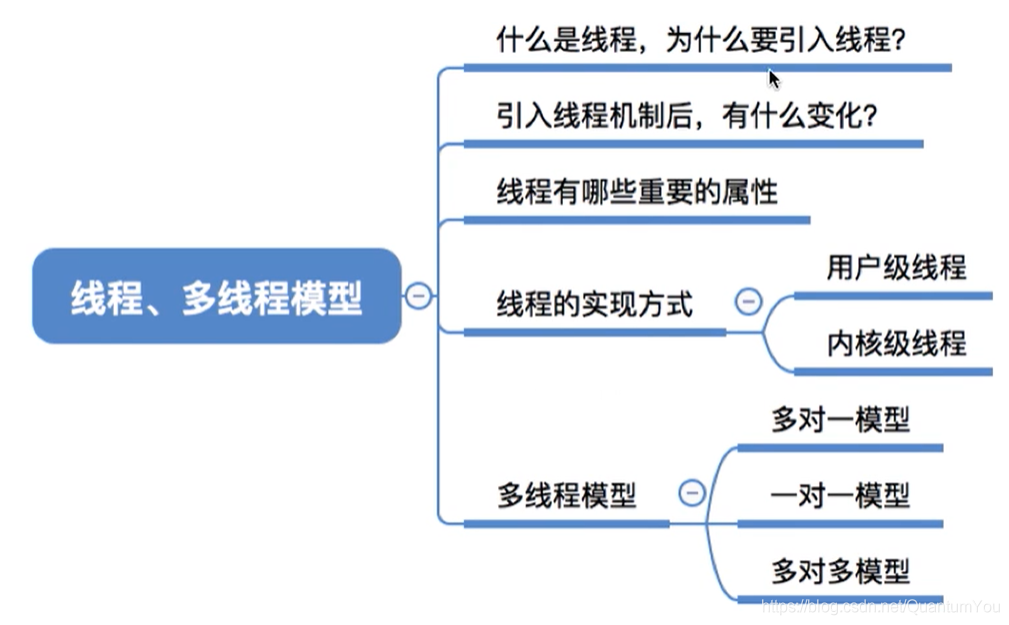 什么是线程，为什么要引入线程？
引入线程机制后，有什么变化？
线程有哪些重要的属性
线程、多线程模型
线程的实现方式
用户级线程
内核级线程
多线程模型
多对一模型
一对一模型
多对多模型
https://blog.csdn.net/QuantumYou